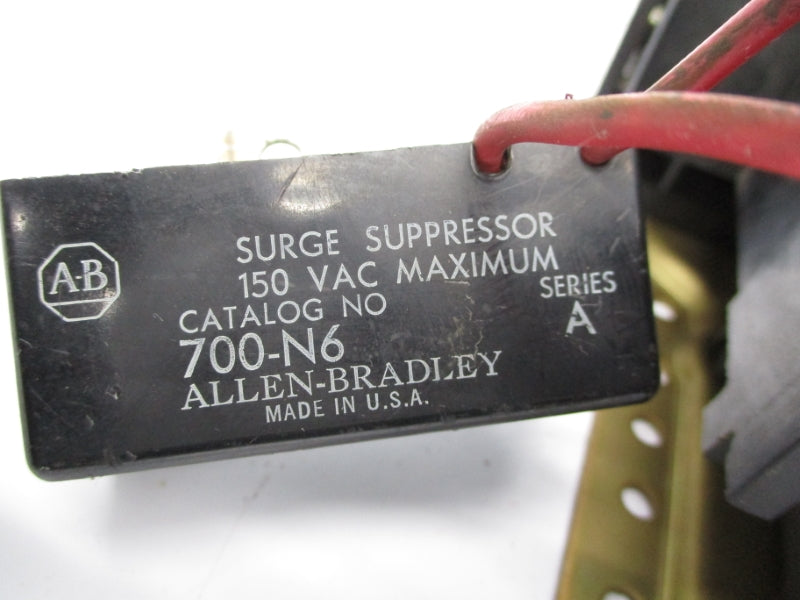 A-B
SURGE SUPPRESSOR
150 VAC MAXIMUM
CATALOG NO
SERIES
A
700-N6
ALLEN-BRADLEY
MADE IN U.S.A.